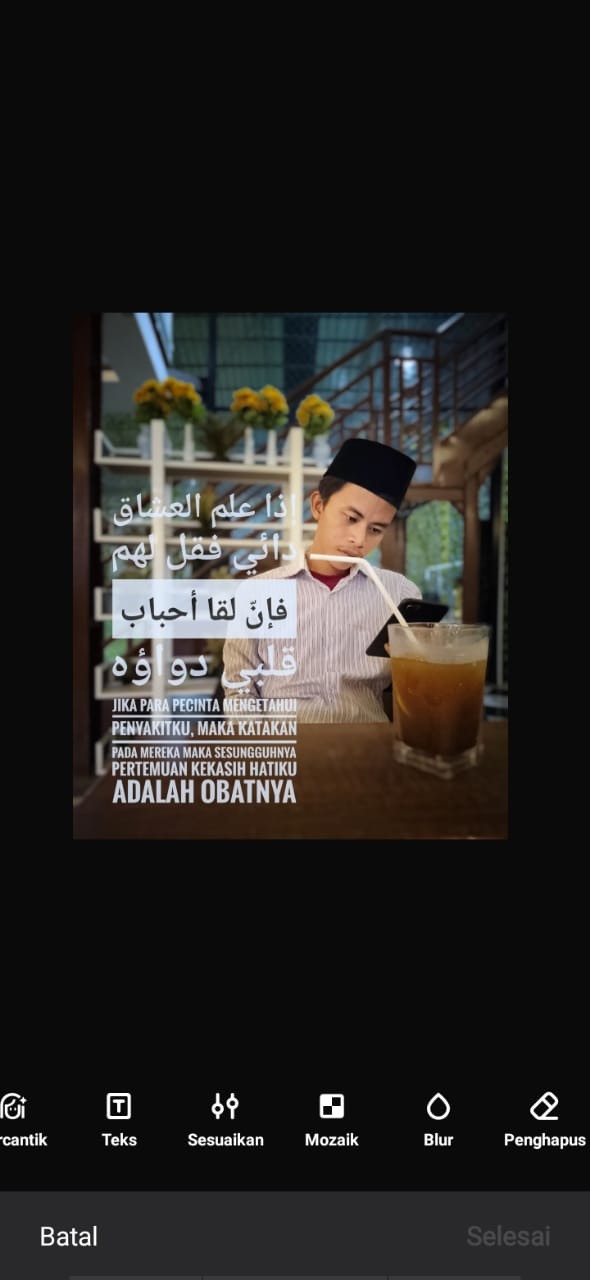 إذا علم العشاق
دائي فقل لهم
فإنّ لقا أحباب
قلبي دواؤه
JIKA PARA PECINTA MENGETAHUI
PENYAKITKU, MAKA KATAKAN
PADA MEREKA MAKA SESUNGGUHNYA
PERTEMUAN KEKASIH HATIKU
ADALAH OBATNYA
rcantik
Teks
Sesuaikan
Mozaik
Blur
Penghapus
Batal
Selesai